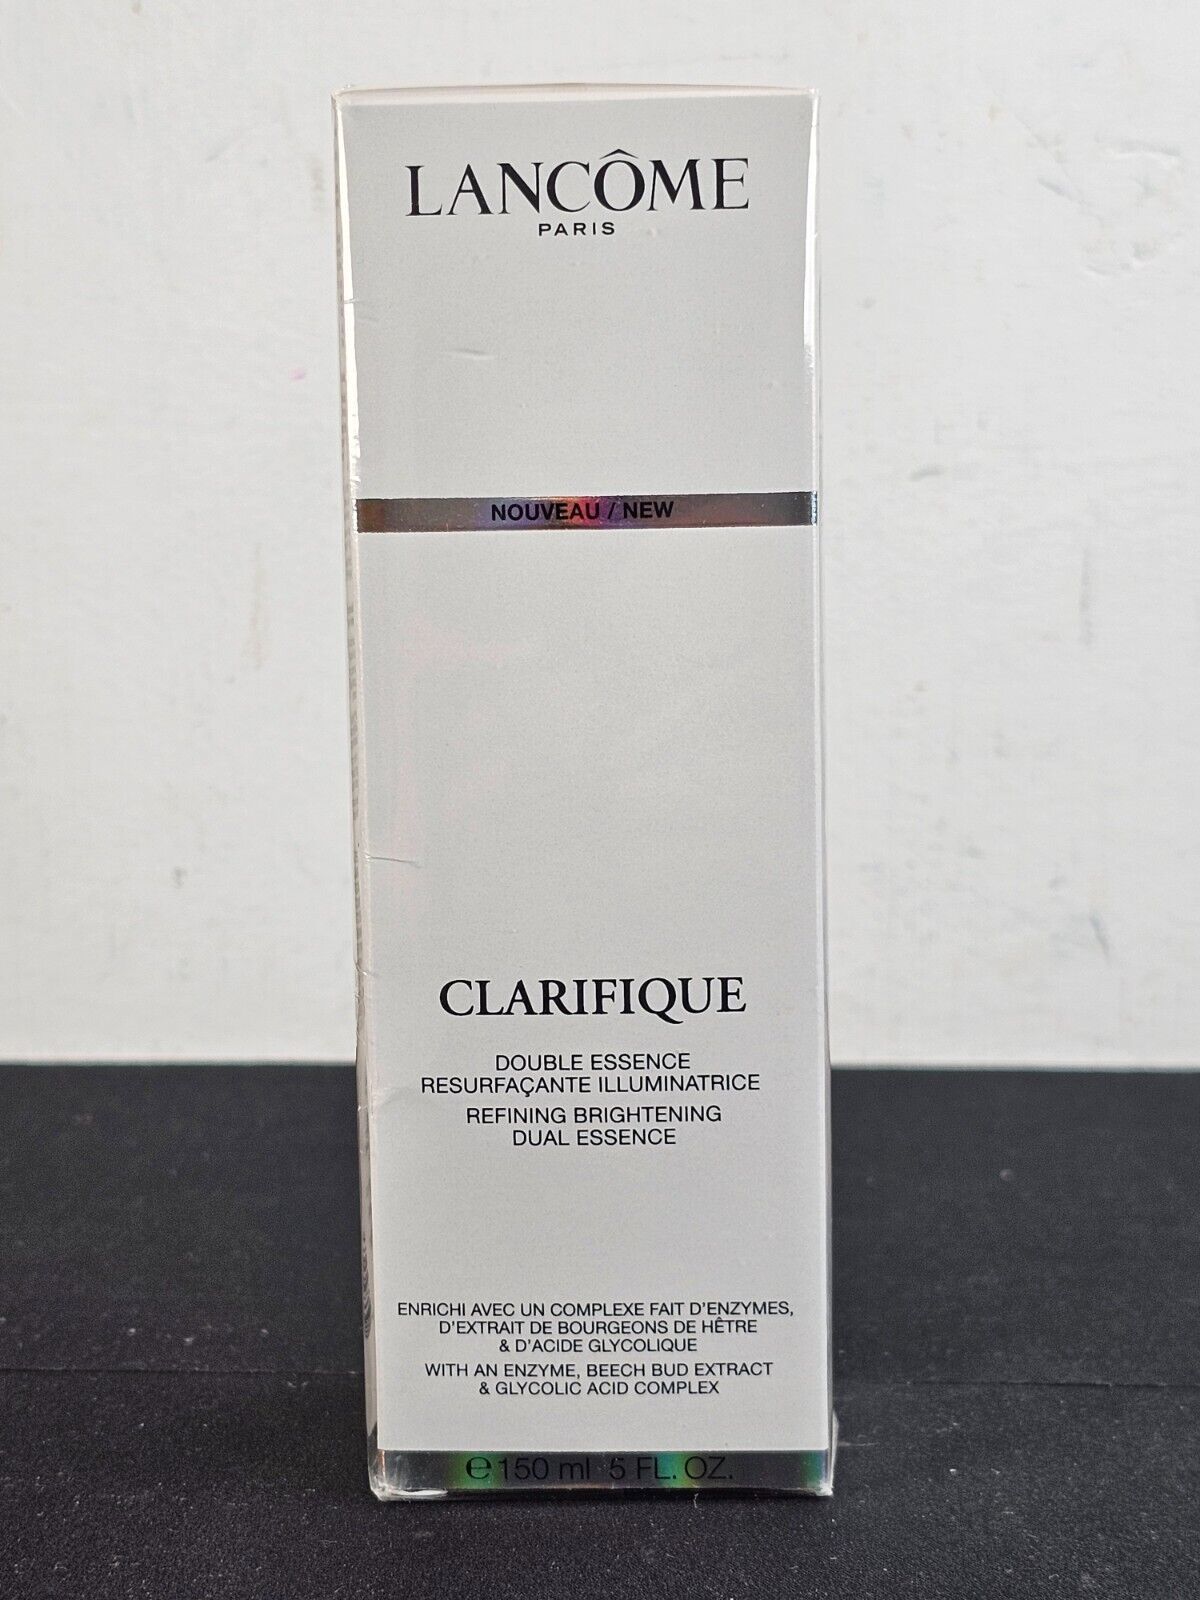 LANCÔME
PARIS
NOUVEAU / NEW
CLARIFIQUE
DOUBLE ESSENCE
RESURFAÇANTE ILLUMINATRICE
REFINING BRIGHTENING
DUAL ESSENCE
ENRICHI AVEC UN COMPLEXE FAIT D'ENZYMES,
D'EXTRAIT DE BOURGEONS DE HÊTRE
& D'ACIDE GLYCOLIQUE
WITH AN ENZYME, BEECH BUD EXTRACT
& GLYCOLIC ACID COMPLEX
℮ 150 ml 5 FL. OZ.